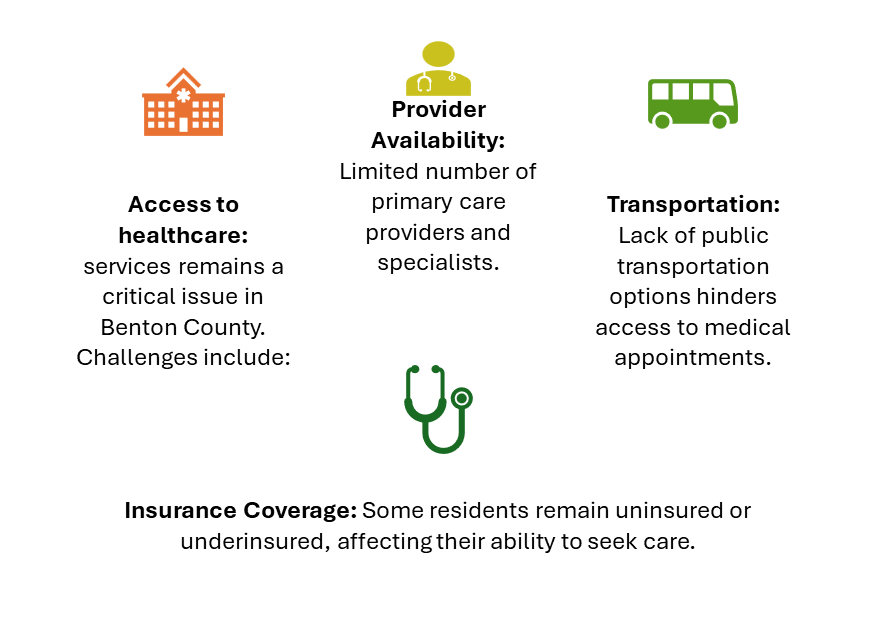 Access to
healthcare:
services remains a
critical issue in
Benton County.
Challenges include:
Provider
Availability:
Limited number of
primary care
providers and
specialists.
Transportation:
Lack of public
transportation
options hinders
access to medical
appointments.
Insurance Coverage: Some residents remain uninsured or
underinsured, affecting their ability to seek care.